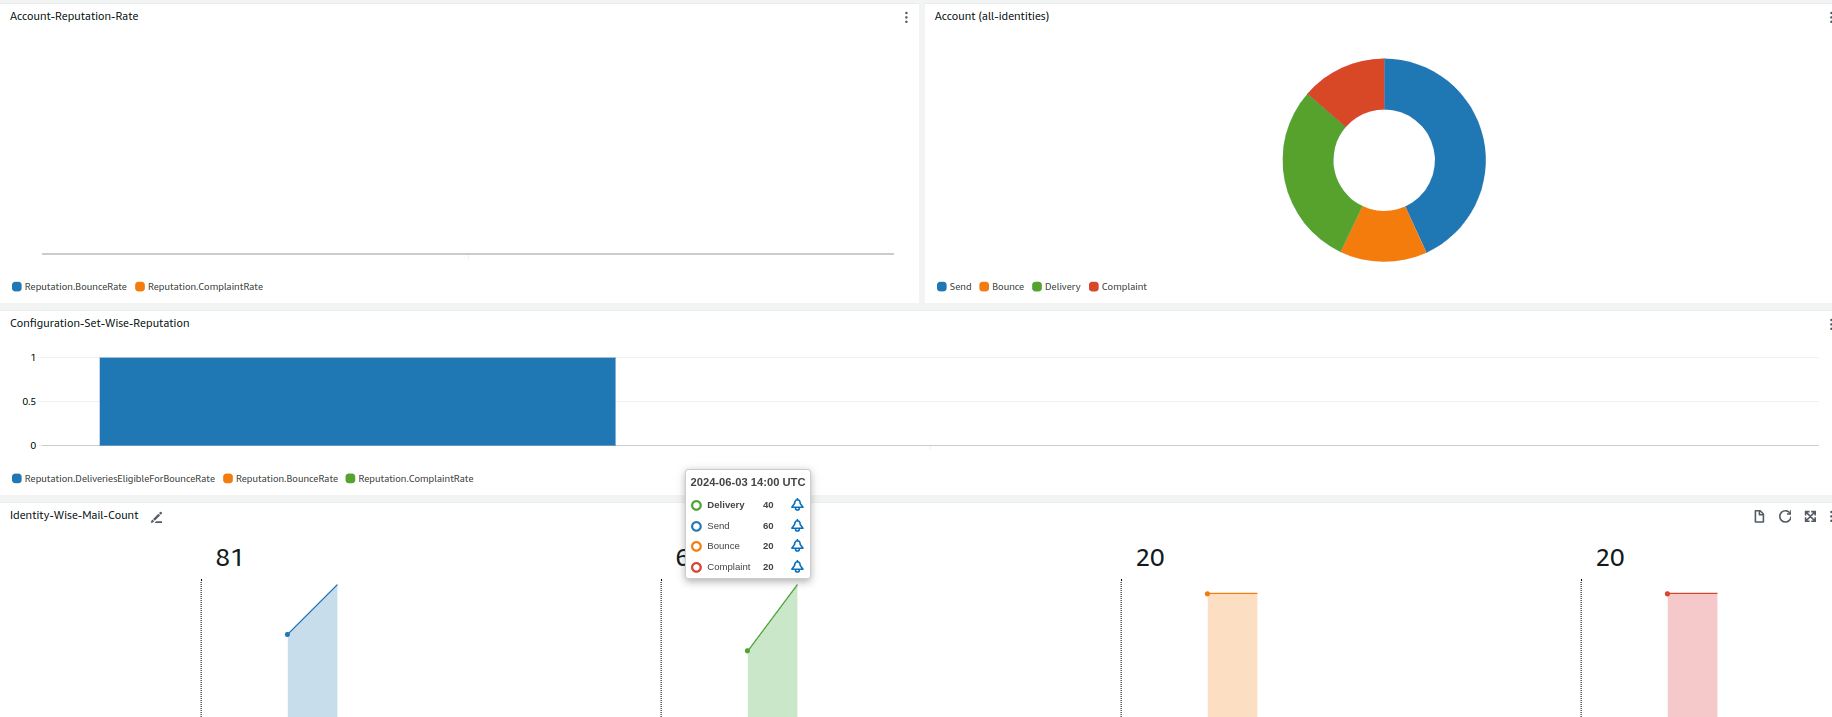 Account-Reputation-Rate
Reputation.BounceRate Reputation.ComplaintRate
Account (all-identities)
Send Bounce Delivery Complaint
Configuration-Set-Wise-Reputation
1
0.5
0
Reputation.DeliveriesEligibleForBounceRate Reputation.BounceRate Reputation.ComplaintRate
Identity-Wise-Mail-Count
2024-06-03 14:00 UTC
Delivery 40
Send 60
Bounce 20
Complaint 20
81
20
20